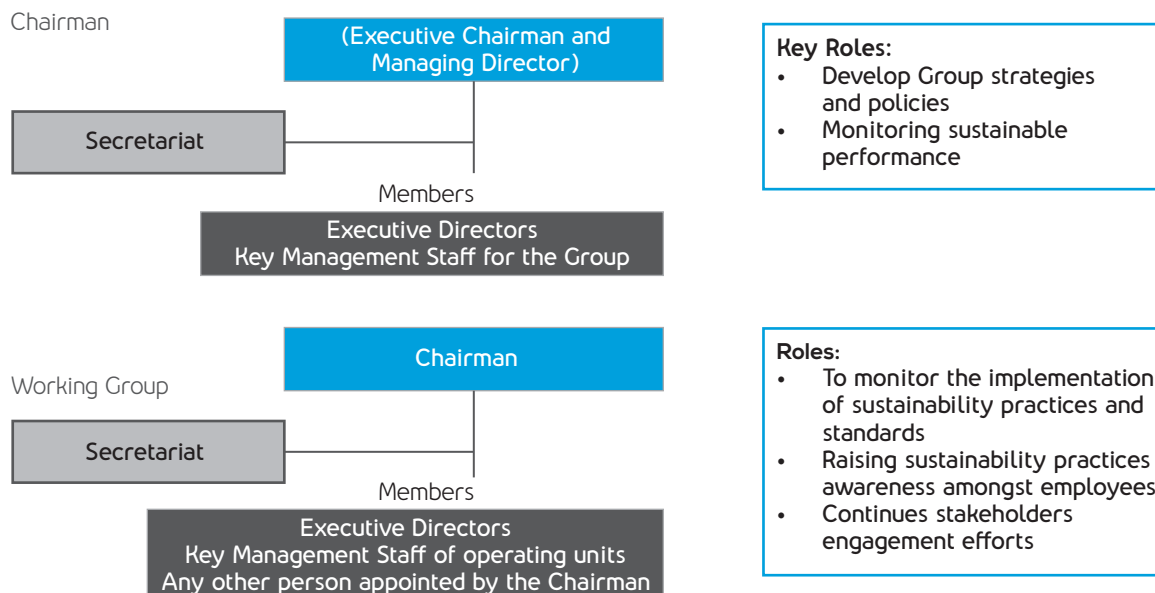 Chairman
(Executive Chairman and
Managing Director)
Secretariat
Members
Executive Directors
Key Management Staff for the Group
Key Roles:
• Develop Group strategies
and policies
• Monitoring sustainable
performance
Chairman
Working Group
Secretariat
Members
Executive Directors
Key Management Staff of operating units
Any other person appointed by the Chairman
Roles:
• To monitor the implementation
of sustainability practices and
standards
• Raising sustainability practices
awareness amongst employees
• Continues stakeholders
engagement efforts